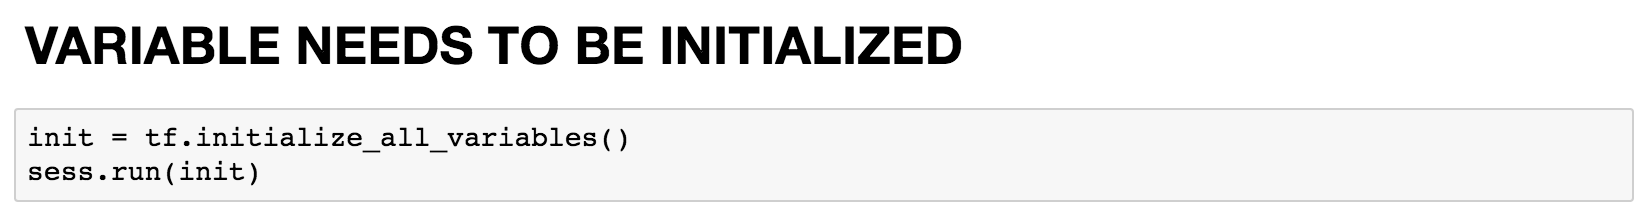 VARIABLE NEEDS TO BE INITIALIZED
init = tf.initialize_all_variables()
sess.run(init)